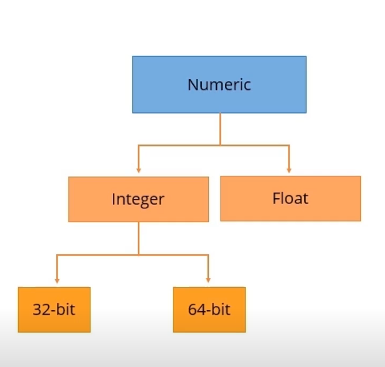 Numeric
Integer
Float
32-bit
64-bit